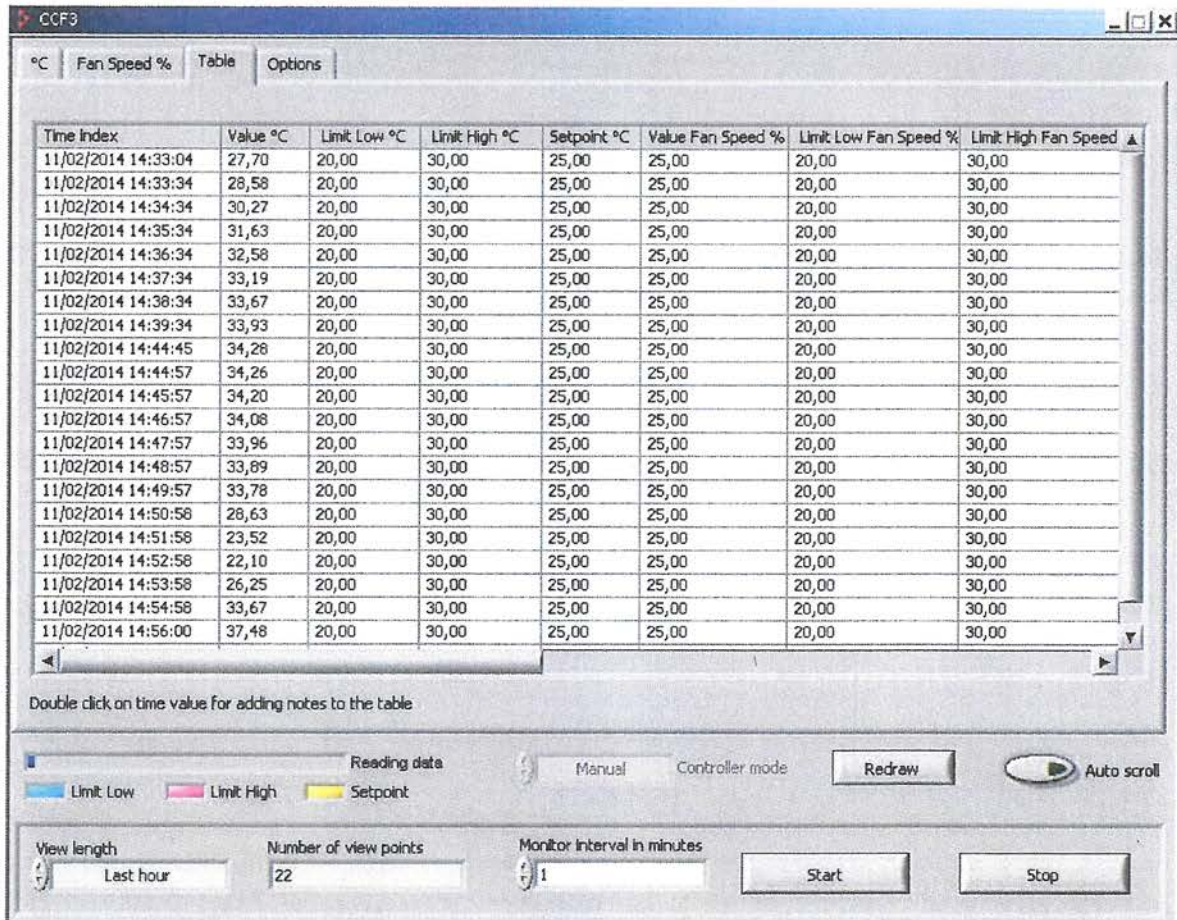 CCF3
°C Fan Speed % Table Options
Time index Value °C Limit Low °C Limit High °C Setpoint °C Value Fan Speed % Limit Low Fan Speed % Limit High Fan Speed
11/02/2014 14:33:04 27,70 20,00 30,00 25,00 25,00 20,00 30,00
11/02/2014 14:33:34 28,58 20,00 30,00 25,00 25,00 20,00 30,00
11/02/2014 14:34:34 30,27 20,00 30,00 25,00 25,00 20,00 30,00
11/02/2014 14:35:34 31,63 20,00 30,00 25,00 25,00 20,00 30,00
11/02/2014 14:36:34 32,58 20,00 30,00 25,00 25,00 20,00 30,00
11/02/2014 14:37:34 33,19 20,00 30,00 25,00 25,00 20,00 30,00
11/02/2014 14:38:34 33,67 20,00 30,00 25,00 25,00 20,00 30,00
11/02/2014 14:39:34 33,93 20,00 30,00 25,00 25,00 20,00 30,00
11/02/2014 14:44:45 34,28 20,00 30,00 25,00 25,00 20,00 30,00
11/02/2014 14:44:57 34,26 20,00 30,00 25,00 25,00 20,00 30,00
11/02/2014 14:45:57 34,20 20,00 30,00 25,00 25,00 20,00 30,00
11/02/2014 14:46:57 34,08 20,00 30,00 25,00 25,00 20,00 30,00
11/02/2014 14:47:57 33,96 20,00 30,00 25,00 25,00 20,00 30,00
11/02/2014 14:48:57 33,89 20,00 30,00 25,00 25,00 20,00 30,00
11/02/2014 14:49:57 33,78 20,00 30,00 25,00 25,00 20,00 30,00
11/02/2014 14:50:58 28,63 20,00 30,00 25,00 25,00 20,00 30,00
11/02/2014 14:51:58 23,52 20,00 30,00 25,00 25,00 20,00 30,00
11/02/2014 14:52:58 22,10 20,00 30,00 25,00 25,00 20,00 30,00
11/02/2014 14:53:58 26,25 20,00 30,00 25,00 25,00 20,00 30,00
11/02/2014 14:54:58 33,67 20,00 30,00 25,00 25,00 20,00 30,00
11/02/2014 14:56:00 37,48 20,00 30,00 25,00 25,00 20,00 30,00
Double click on time value for adding notes to the table
Reading data Manual Controller mode Redraw Auto scroll
Limit Low Limit High Setpoint
View length Number of view points Monitor interval in minutes
Last hour 22 1 Start Stop